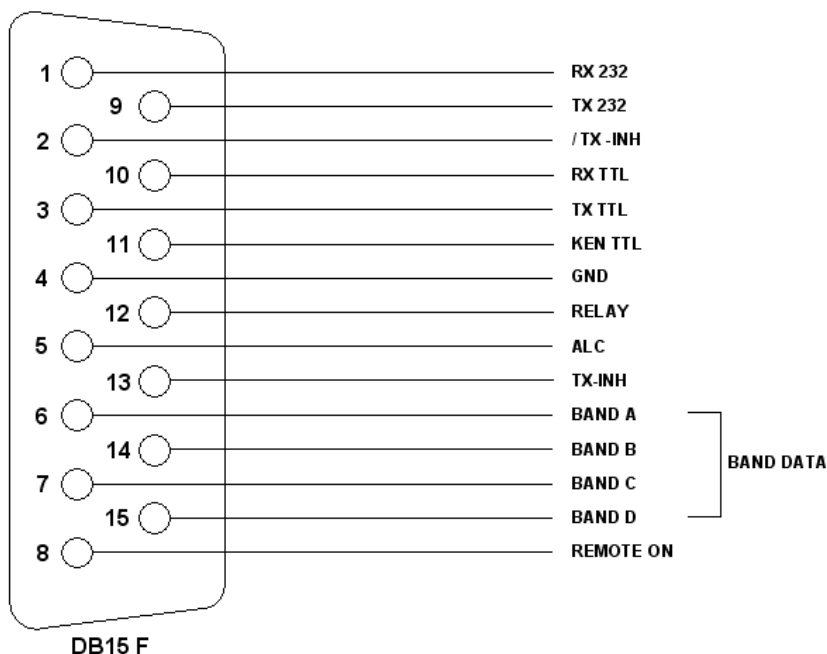 1 RX 232
9 TX 232
2 / TX -INH
10 RX TTL
3 TX TTL
11 KEN TTL
4 GND
12 RELAY
5 ALC
13 TX-INH
6 BAND A
14 BAND B
BAND DATA
7 BAND C
15 BAND D
8 REMOTE ON
DB15 F